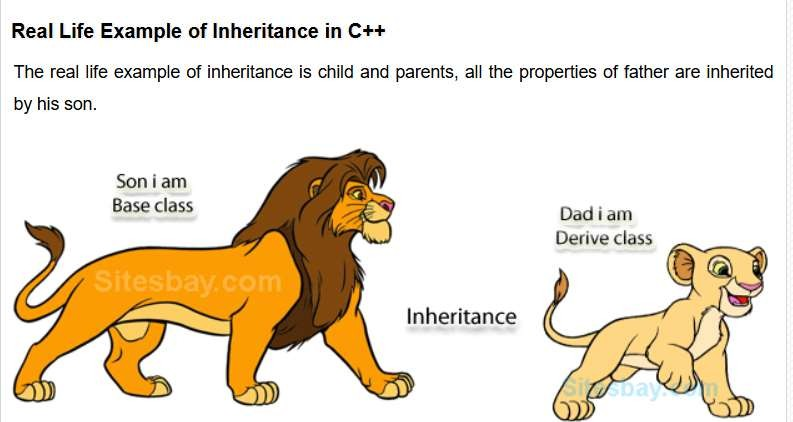 Real Life Example of Inheritance in C++
The real life example of inheritance is child and parents, all the properties of father are inherited
by his son.
Son i am
Base class
Dad i am
Derive class
Sitesbay.com
Inheritance
Sitesbay.com